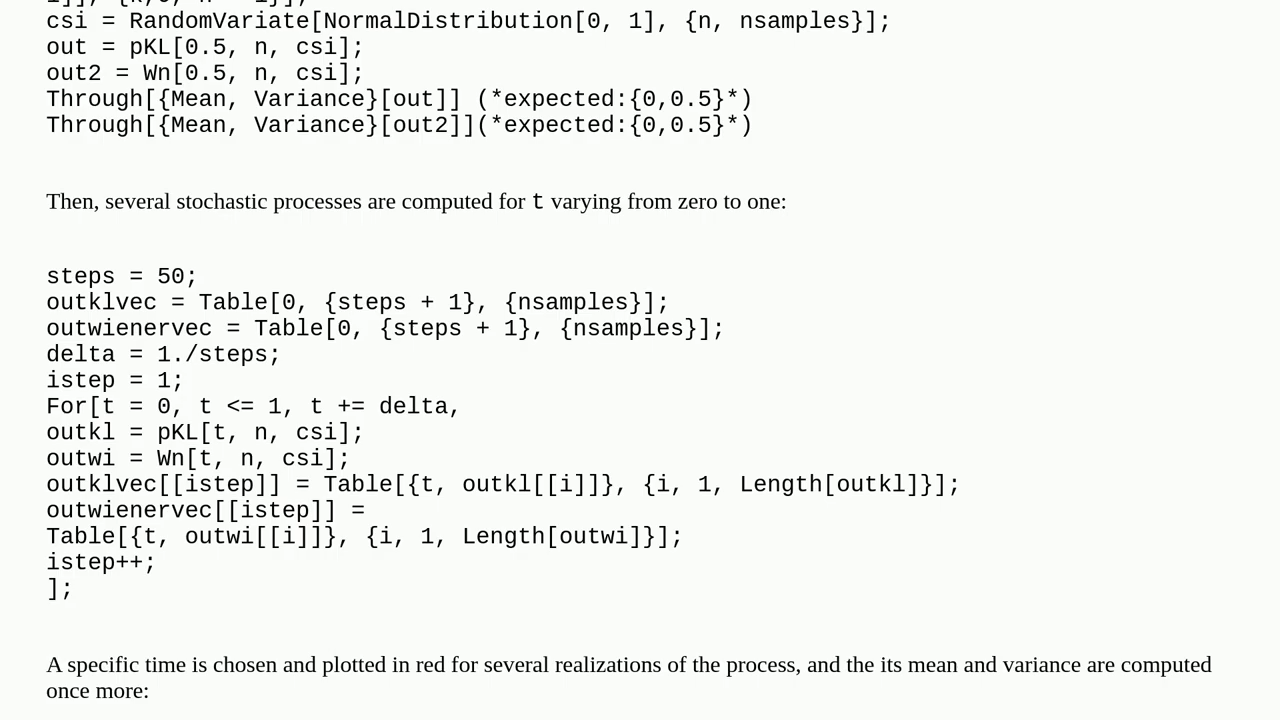 csi = RandomVariate[NormalDistribution[0, 1], {n, nsamples}];
out = pKL[0.5, n, csi];
out2 = Wn[0.5, n, csi];
Through[{Mean, Variance}[out]] (*expected:{0,0.5}*)
Through[{Mean, Variance}[out2]](*expected:{0,0.5}*)
Then, several stochastic processes are computed for t varying from zero to one:
steps = 50;
outklvec = Table[0, {steps + 1}, {nsamples}];
outwienervec = Table[0, {steps + 1}, {nsamples}];
delta = 1./steps;
istep = 1;
For[t = 0, t <= 1, t += delta,
outkl = pKL[t, n, csi];
outwi = Wn[t, n, csi];
outklvec[[istep]] = Table[{t, outkl[[i]]}, {i, 1, Length[outkl]}];
outwienervec[[istep]] =
Table[{t, outwi[[i]]}, {i, 1, Length[outwi]}];
istep++;
];
A specific time is chosen and plotted in red for several realizations of the process, and the its mean and variance are computed
once more: